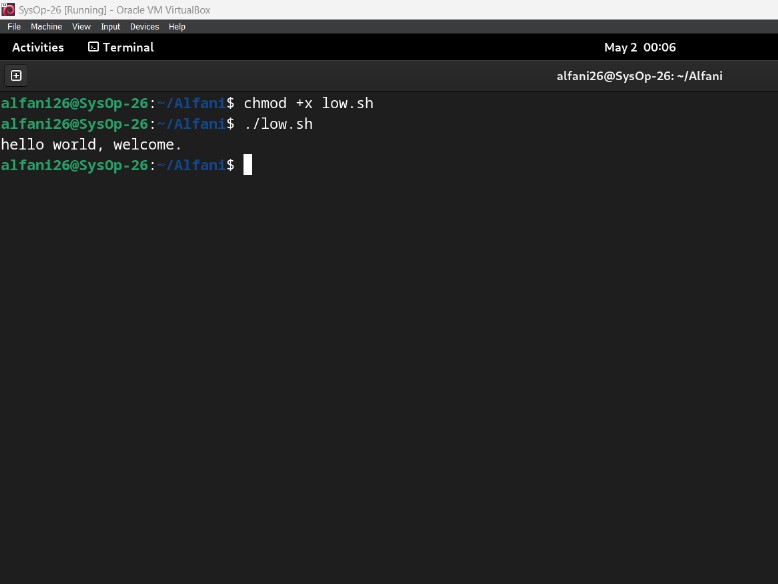 SysOp-26 [Running] - Oracle VM VirtualBox
File Machine View Input Devices Help
Activities Terminal May 2 00:06
alfani26@SysOp-26: ~/Alfani
alfani26@SysOp-26:~/Alfani$ chmod +x low.sh
alfani26@SysOp-26:~/Alfani$ ./low.sh
hello world, welcome.
alfani26@SysOp-26:~/Alfani$